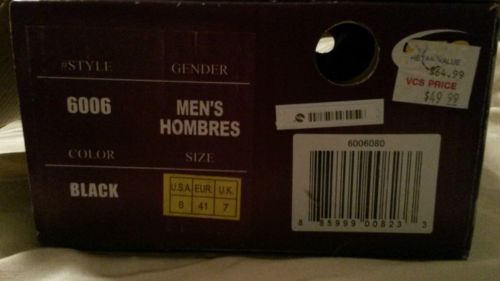 #STYLE
GENDER
6006
MEN'S
HOMBRES
COLOR
SIZE
BLACK
U.S.A. EUR. U.K.
8 41 7
RETAIL VALUE
$64.99
VCS PRICE
$49.99
6006080
8 85999 00823 3